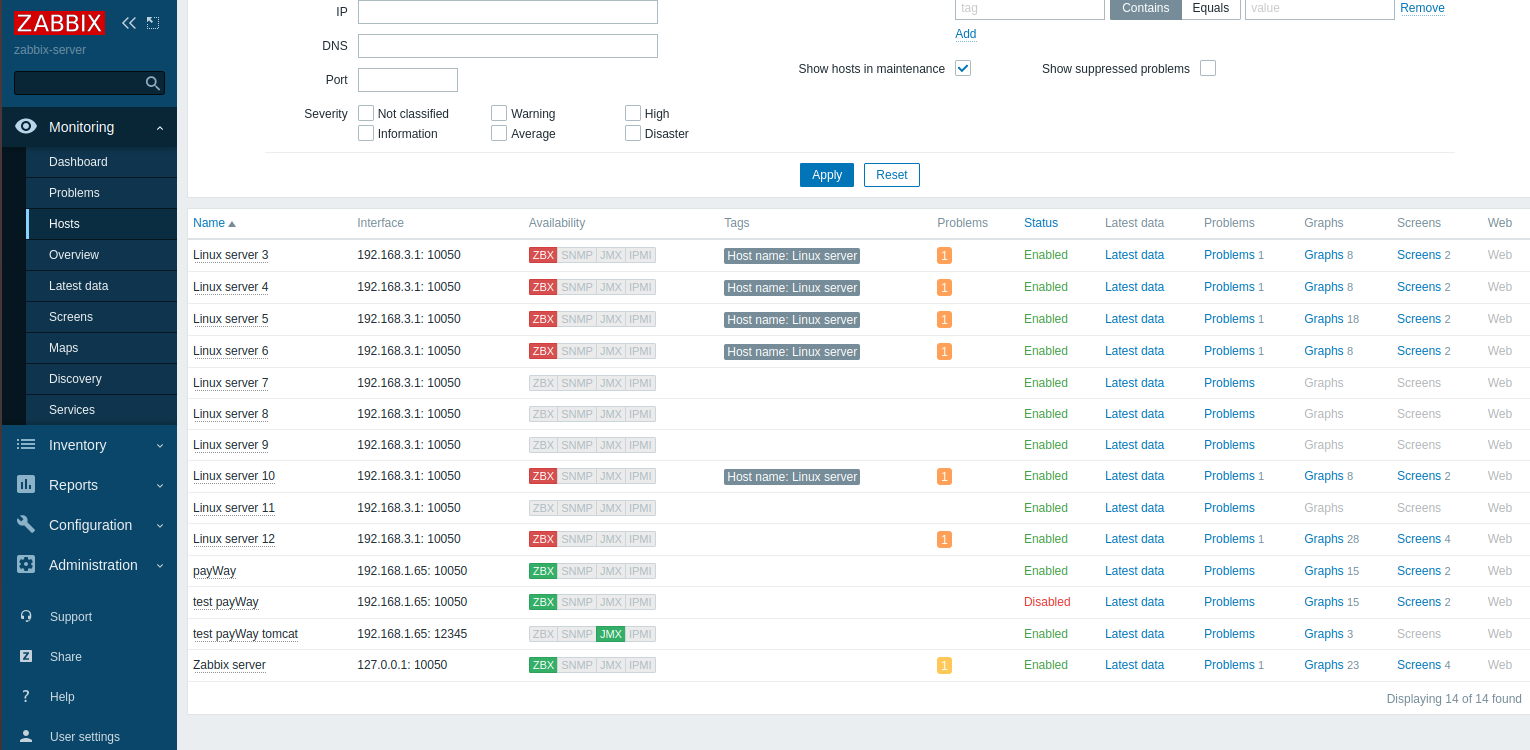 ZABBIX
zabbix-server
Monitoring
Dashboard
Problems
Hosts
Overview
Latest data
Screens
Maps
Discovery
Services
Inventory
Reports
Configuration
Administration
Support
Z Share
? Help
User settings
IP
DNS
Port
Severity Not classified Warning High
Information Average Disaster
tag Contains Equals value Remove
Add
Show hosts in maintenance Show suppressed problems
Apply Reset
Name Interface Availability Tags Problems Status Latest data Problems Graphs Screens Web
Linux server 3 192.168.3.1: 10050 ZBX SNMP JMX IPMI Host name: Linux server 1 Enabled Latest data Problems 1 Graphs 8 Screens 2 Web
Linux server 4 192.168.3.1: 10050 ZBX SNMP JMX IPMI Host name: Linux server 1 Enabled Latest data Problems 1 Graphs 8 Screens 2 Web
Linux server 5 192.168.3.1: 10050 ZBX SNMP JMX IPMI Host name: Linux server 1 Enabled Latest data Problems 1 Graphs 18 Screens 2 Web
Linux server 6 192.168.3.1: 10050 ZBX SNMP JMX IPMI Host name: Linux server 1 Enabled Latest data Problems 1 Graphs 8 Screens 2 Web
Linux server 7 192.168.3.1: 10050 ZBX SNMP JMX IPMI Enabled Latest data Problems Graphs Screens Web
Linux server 8 192.168.3.1: 10050 ZBX SNMP JMX IPMI Enabled Latest data Problems Graphs Screens Web
Linux server 9 192.168.3.1: 10050 ZBX SNMP JMX IPMI Enabled Latest data Problems Graphs Screens Web
Linux server 10 192.168.3.1: 10050 ZBX SNMP JMX IPMI Host name: Linux server 1 Enabled Latest data Problems 1 Graphs 8 Screens 2 Web
Linux server 11 192.168.3.1: 10050 ZBX SNMP JMX IPMI Enabled Latest data Problems Graphs Screens Web
Linux server 12 192.168.3.1: 10050 ZBX SNMP JMX IPMI 1 Enabled Latest data Problems 1 Graphs 28 Screens 4 Web
payWay 192.168.1.65: 10050 ZBX SNMP JMX IPMI Enabled Latest data Problems Graphs 15 Screens 2 Web
test payWay 192.168.1.65: 10050 ZBX SNMP JMX IPMI Disabled Latest data Problems Graphs 15 Screens 2 Web
test payWay tomcat 192.168.1.65: 12345 ZBX SNMP JMX IPMI Enabled Latest data Problems Graphs 3 Screens Web
Zabbix server 127.0.0.1: 10050 ZBX SNMP JMX IPMI 1 Enabled Latest data Problems 1 Graphs 23 Screens 4 Web
Displaying 14 of 14 found